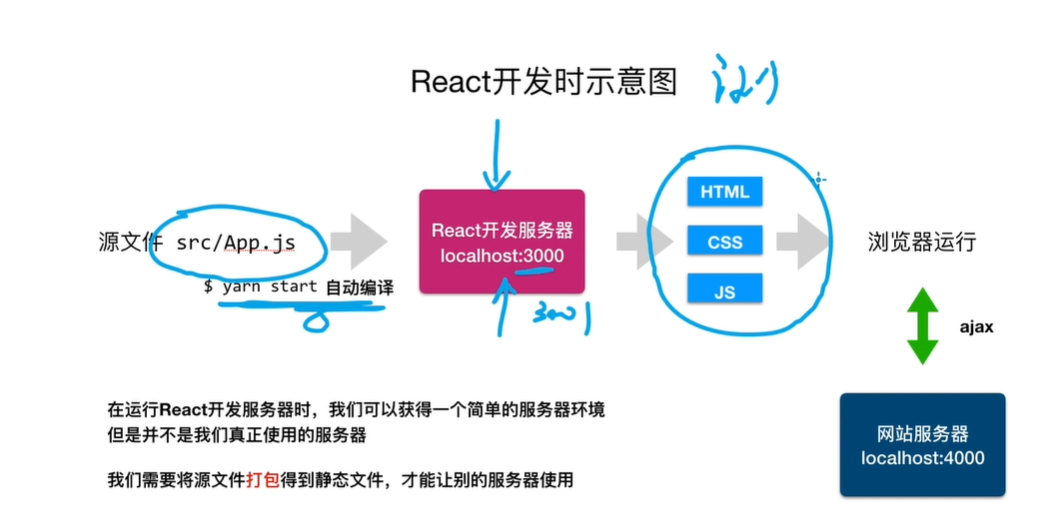 React开发时示意图
源文件 src/App.js
$ yarn start 自动编译
React开发服务器
localhost:3000
3001
HTML
CSS
JS
浏览器运行
ajax
网站服务器
localhost:4000
在运行React开发服务器时，我们可以获得一个简单的服务器环境
但是并不是我们真正使用的服务器
我们需要将源文件打包得到静态文件，才能让别的服务器使用